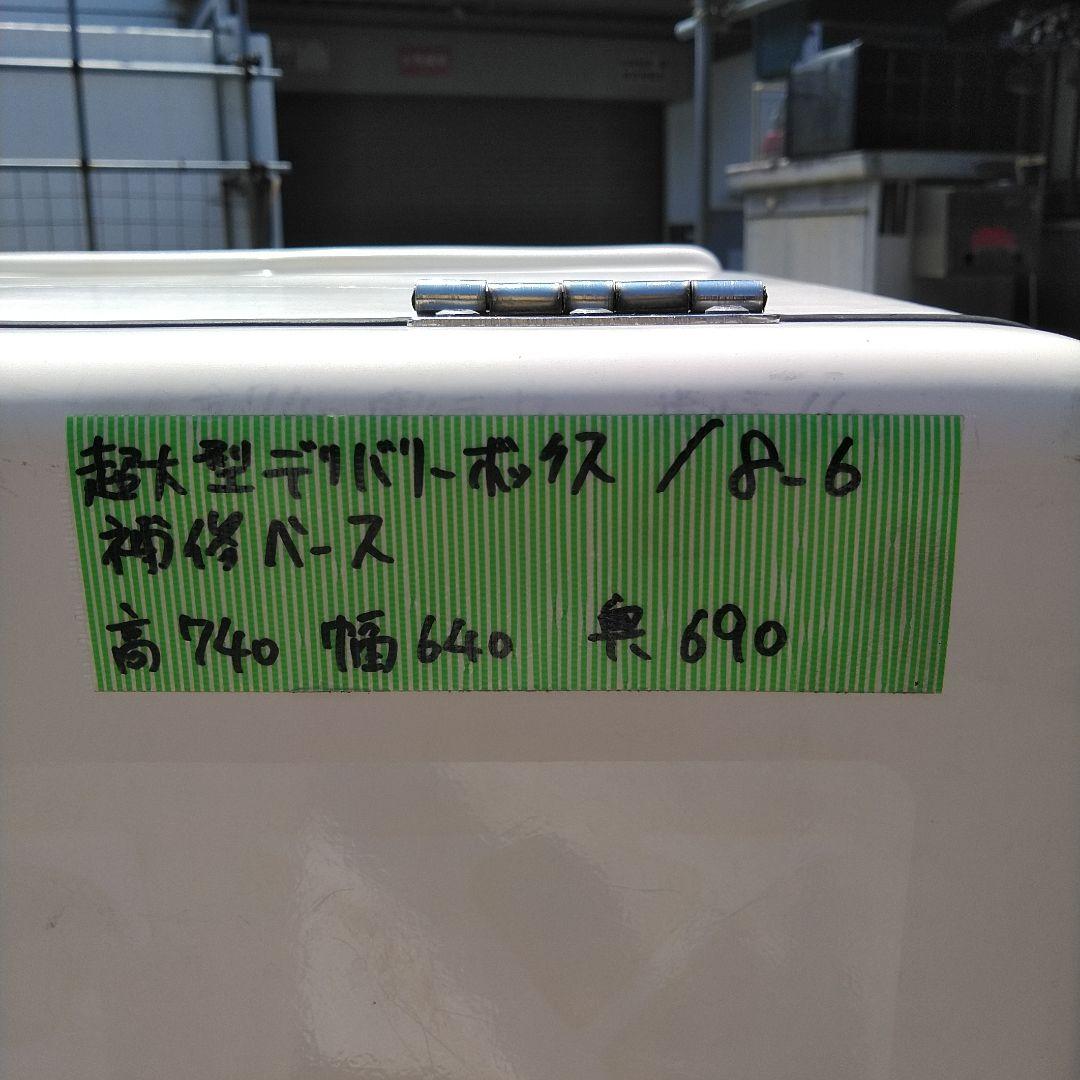 超大型デリバリーボックス /8-6
補修ベース
高740 幅640 奥690